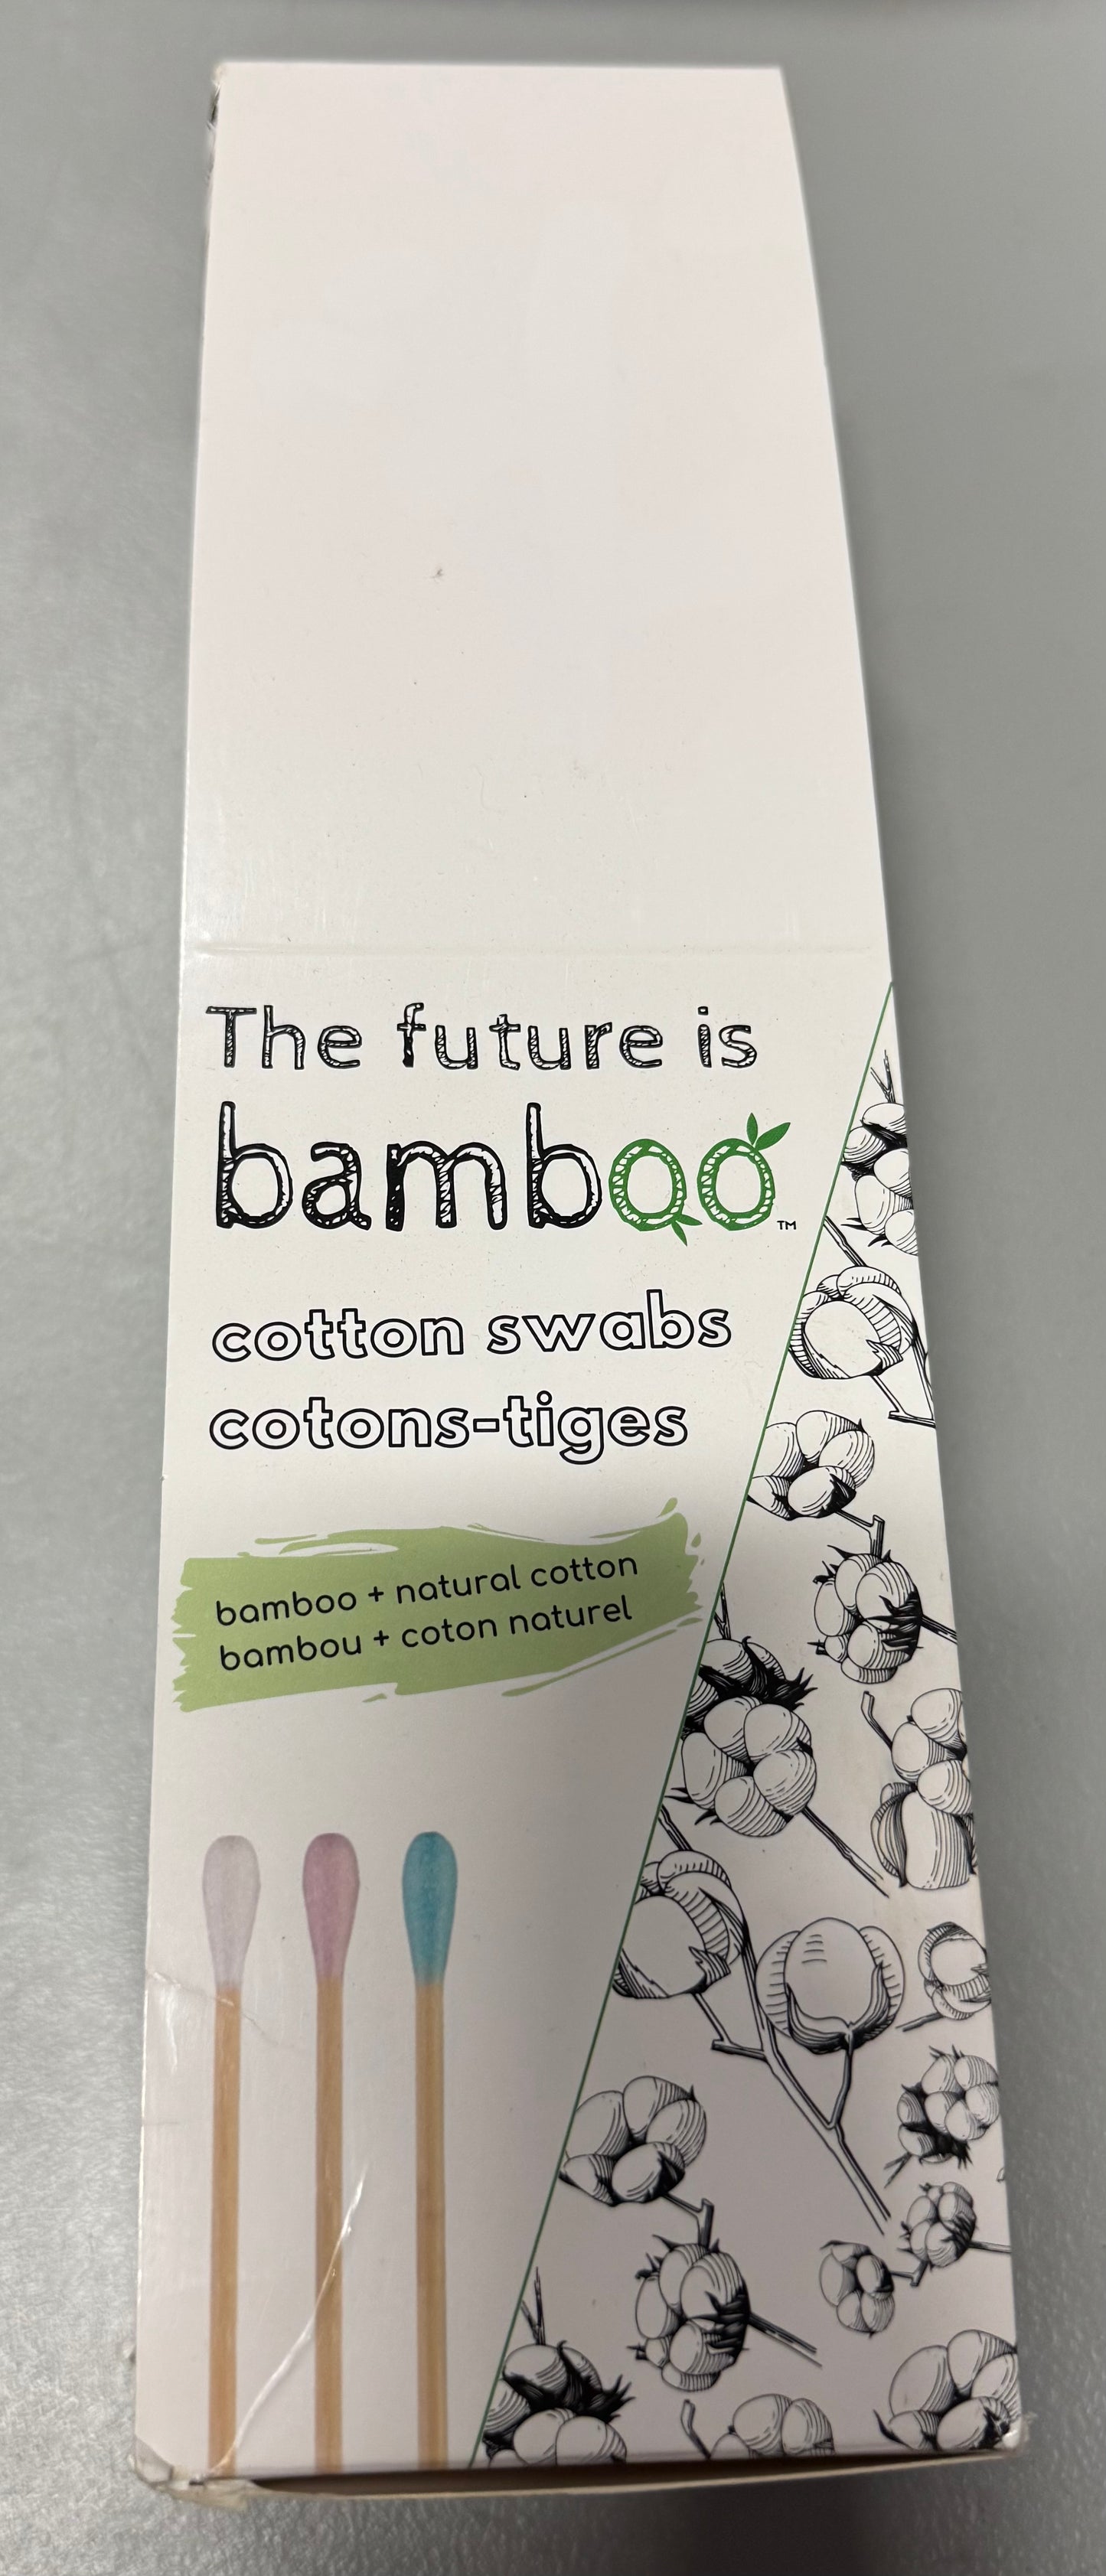 The future is
bamboo™
cotton swabs
cotons-tiges
bamboo + natural cotton
bambou + coton naturel